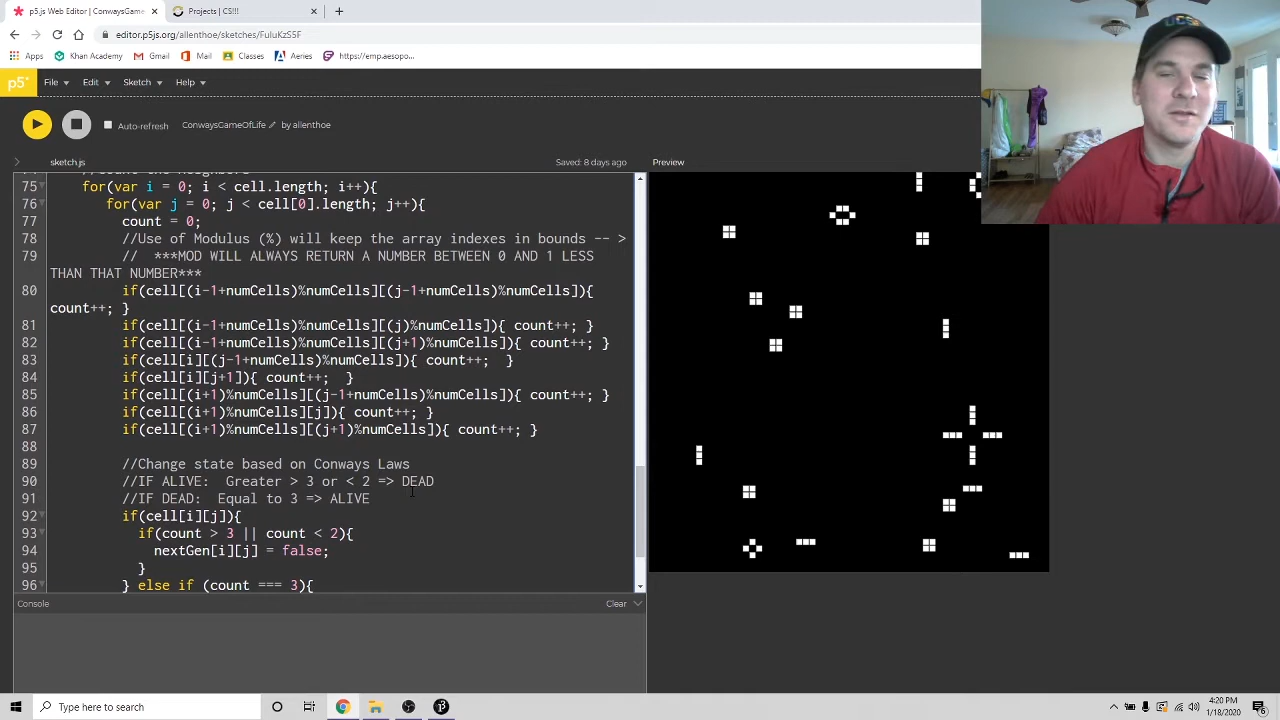 p5.js Web Editor | ConwaysGame
Projects | CS!!!
editor.p5js.org/allenthoe/sketches/FuIuKzS5F
Apps
Khan Academy
Gmail
Mail
Classes
Aeries
https://emp.aesopo...
p5*
File
Edit
Sketch
Help
Auto-refresh
ConwaysGameOfLife
by allenthoe
sketch.js
Saved: 8 days ago
Preview
75 for(var i = 0; i < cell.length; i++){
76 for(var j = 0; j < cell[0].length; j++){
77 count = 0;
78 //Use of Modulus (%) will keep the array indexes in bounds -- >
79 // ***MOD WILL ALWAYS RETURN A NUMBER BETWEEN 0 AND 1 LESS
THAN THAT NUMBER***
80 if(cell[(i-1+numCells)%numCells][(j-1+numCells)%numCells]){
count++; }
81 if(cell[(i-1+numCells)%numCells][(j)%numCells]){ count++; }
82 if(cell[(i-1+numCells)%numCells][(j+1)%numCells]){ count++; }
83 if(cell[i][(j-1+numCells)%numCells]){ count++; }
84 if(cell[i][j+1]){ count++; }
85 if(cell[(i+1)%numCells][(j-1+numCells)%numCells]){ count++; }
86 if(cell[(i+1)%numCells][j]){ count++; }
87 if(cell[(i+1)%numCells][(j+1)%numCells]){ count++; }
88
89 //Change state based on Conways Laws
90 //IF ALIVE: Greater > 3 or < 2 => DEAD
91 //IF DEAD: Equal to 3 => ALIVE
92 if(cell[i][j]){
93 if(count > 3 || count < 2){
94 nextGen[i][j] = false;
95 }
96 } else if (count === 3){
Console
Clear
Type here to search
4:20 PM
1/18/2020